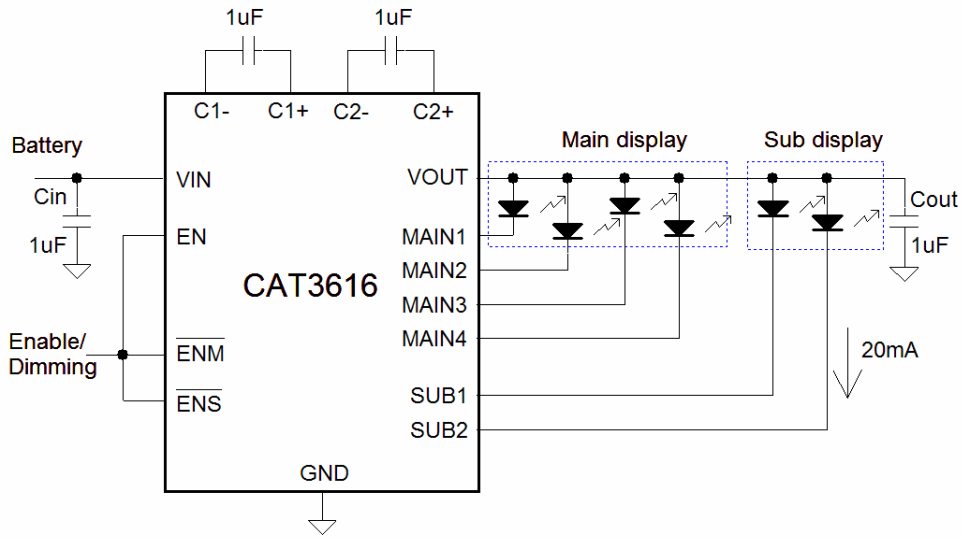 1uF
1uF
C1-
C1+
C2-
C2+
Main display
Sub display
Battery
VIN
VOUT
Cin
Cout
1uF
1uF
EN
MAIN1
MAIN2
CAT3616
MAIN3
MAIN4
Enable/
Dimming
ENM
20mA
ENS
SUB1
SUB2
GND